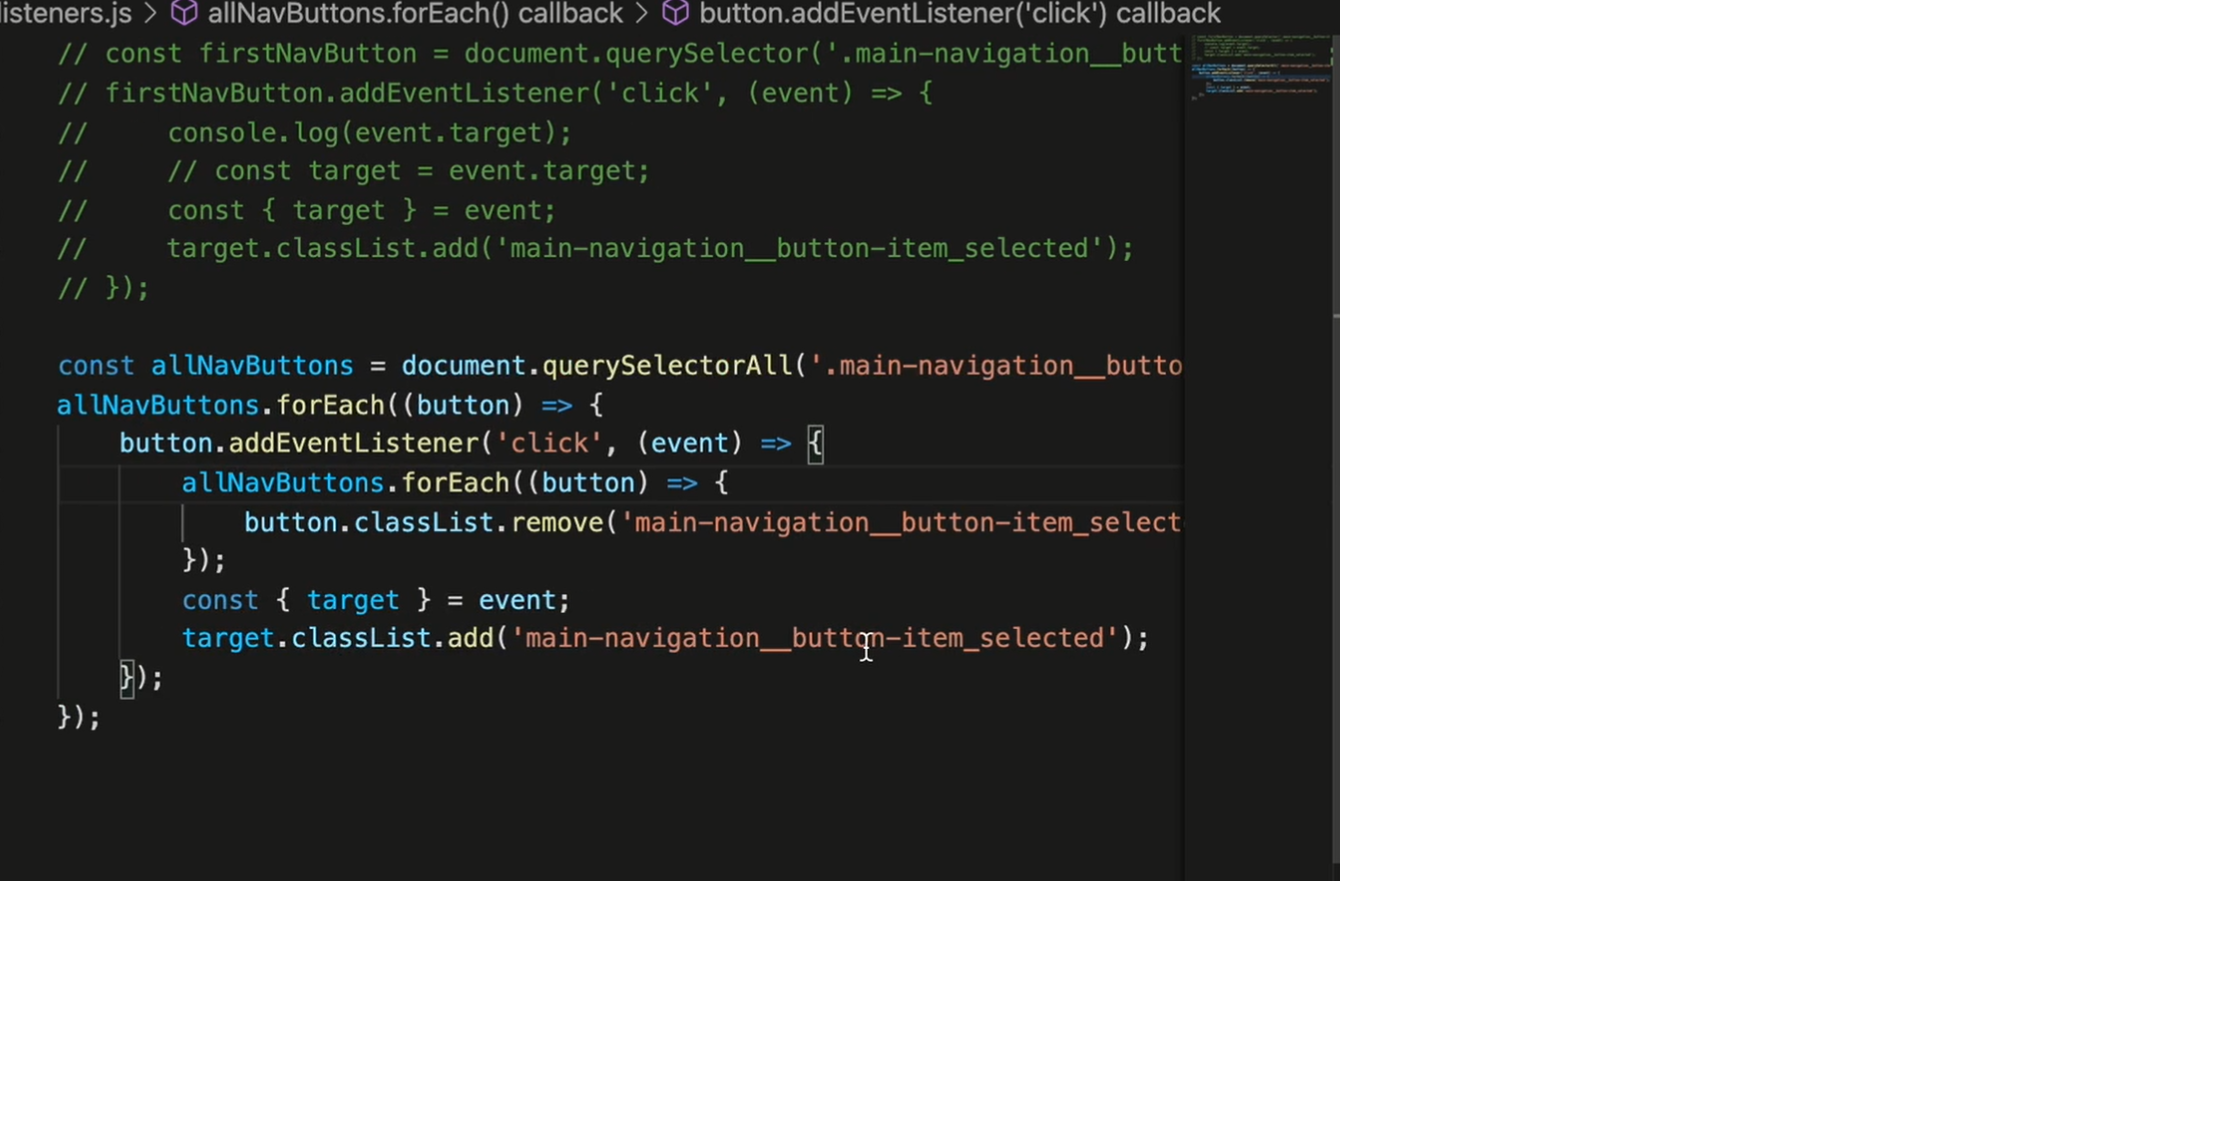 listeners.js > allNavButtons.forEach() callback > button.addEventListener('click') callback
// const firstNavButton = document.querySelector('.main-navigation__butt
// firstNavButton.addEventListener('click', (event) => {
//     console.log(event.target);
//     // const target = event.target;
//     const { target } = event;
//     target.classList.add('main-navigation__button-item_selected');
// });
const allNavButtons = document.querySelectorAll('.main-navigation__butto
allNavButtons.forEach((button) => {
    button.addEventListener('click', (event) => {
        allNavButtons.forEach((button) => {
            button.classList.remove('main-navigation__button-item_select
        });
        const { target } = event;
        target.classList.add('main-navigation__button-item_selected');
    });
});